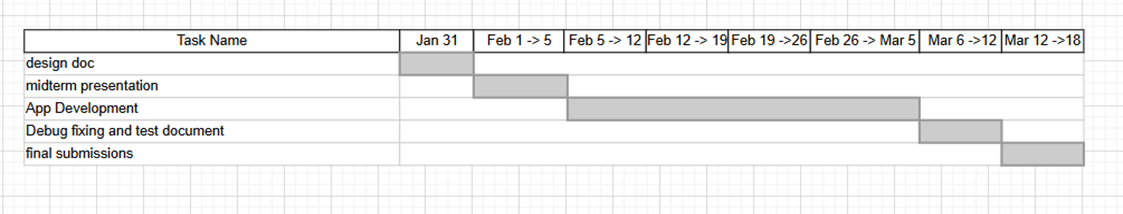 Task Name Jan 31 Feb 1 -> 5 Feb 5 -> 12 Feb 12 -> 19 Feb 19 ->26 Feb 26 -> Mar 5 Mar 6 ->12 Mar 12 ->18
design doc
midterm presentation
App Development
Debug fixing and test document
final submissions